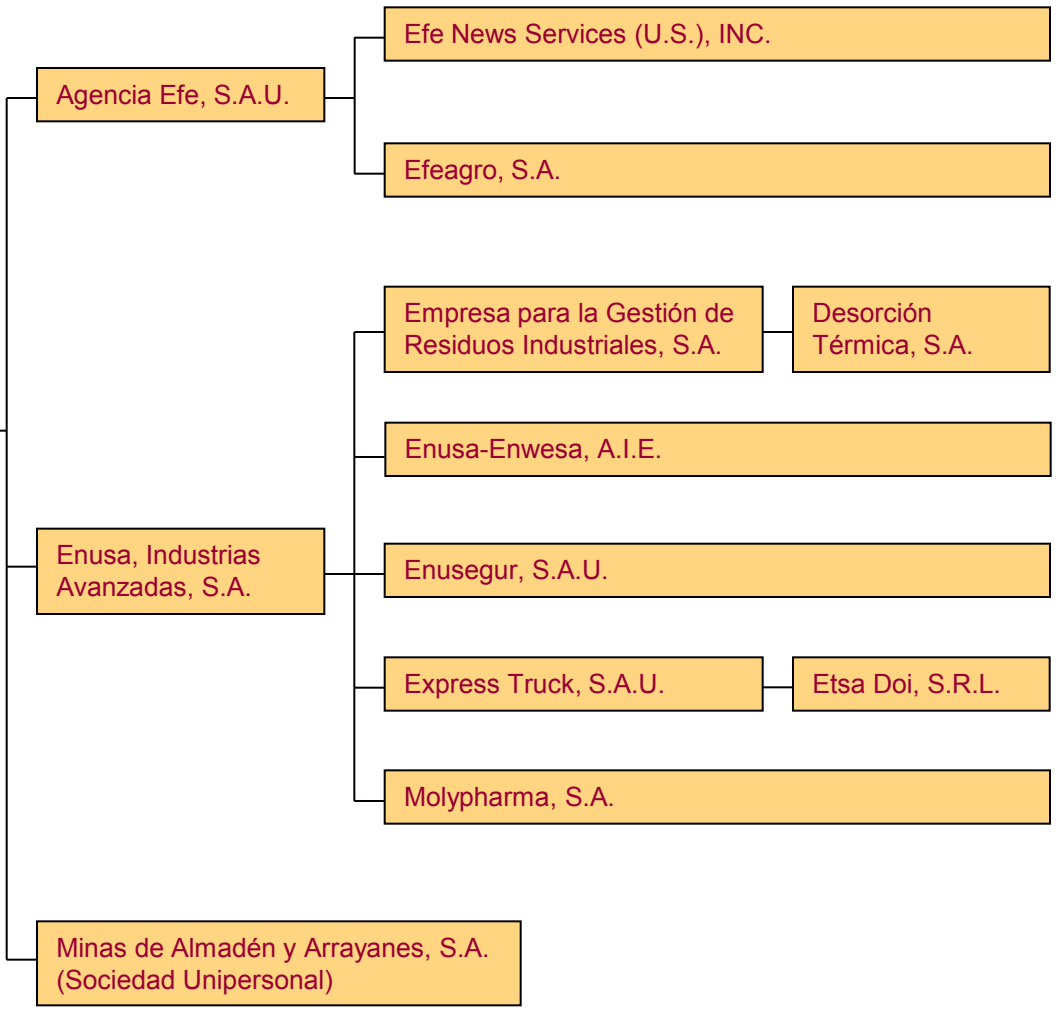 Efe News Services (U.S.), INC.
Agencia Efe, S.A.U.
Efeagro, S.A.
Empresa para la Gestión de
Residuos Industriales, S.A.
Desorción
Térmica, S.A.
Enusa-Enwesa, A.I.E.
Enusa, Industrias
Avanzadas, S.A.
Enusegur, S.A.U.
Express Truck, S.A.U.
Etsa Doi, S.R.L.
Molypharma, S.A.
Minas de Almadén y Arrayanes, S.A.
(Sociedad Unipersonal)